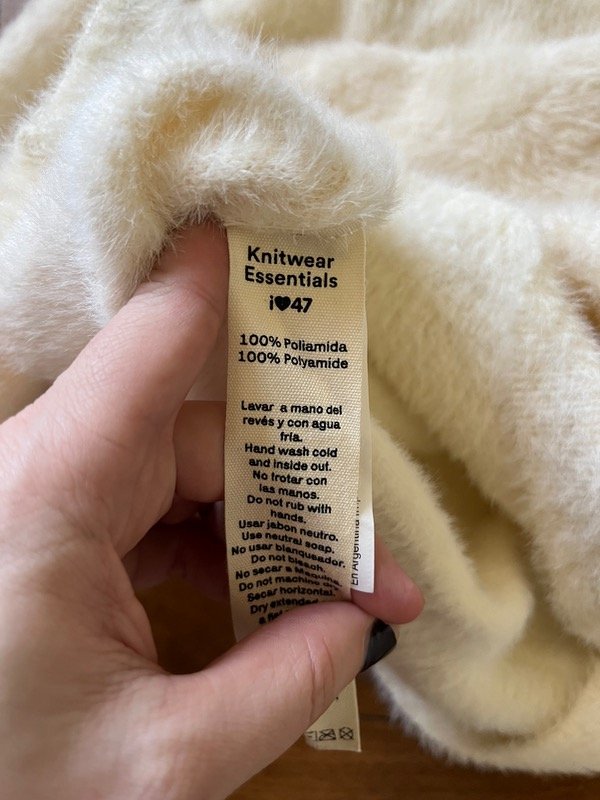 Knitwear
Essentials
i♥47
100% Poliamida
100% Polyamide
Lavar a mano del
revés y con agua
fría.
Hand wash cold
and inside out.
No frotar con
las manos.
Do not rub with
hands.
Usar jabon neutro.
Use neutral soap.
No usar blanqueador.
Do not bleach.
No secar a Maquina.
Do not machine dry.
Secar horizontal.
Dry extended
a
En Argentina